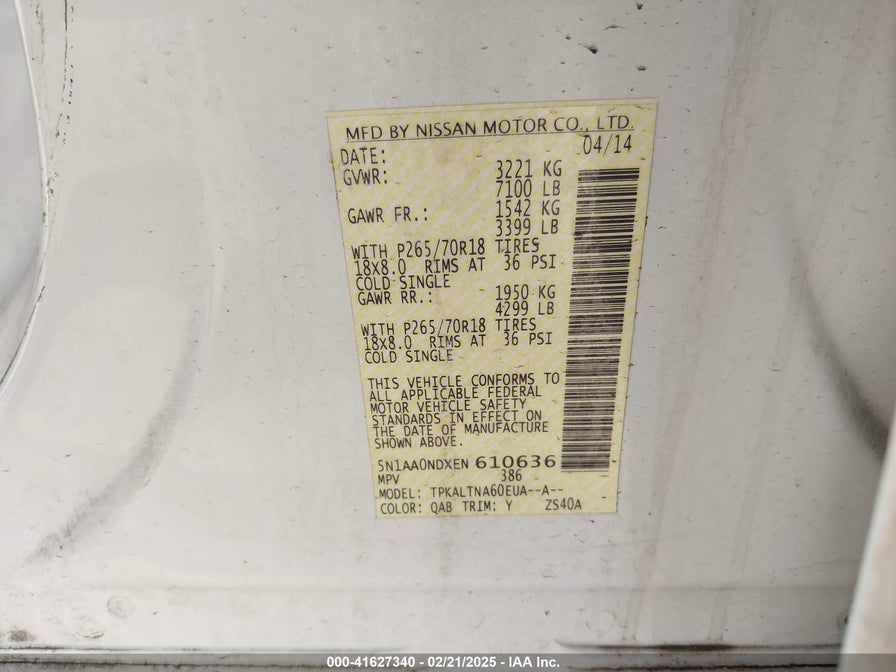 MFD BY NISSAN MOTOR CO., LTD.
DATE: 04/14
GVWR: 3221 KG
7100 LB
GAWR FR.: 1542 KG
3399 LB
WITH P265/70R18 TIRES
18X8.0 RIMS AT 36 PSI
COLD SINGLE
GAWR RR.: 1950 KG
4299 LB
WITH P265/70R18 TIRES
18X8.0 RIMS AT 36 PSI
COLD SINGLE
THIS VEHICLE CONFORMS TO
ALL APPLICABLE FEDERAL
MOTOR VEHICLE SAFETY
STANDARDS IN EFFECT ON
THE DATE OF MANUFACTURE
SHOWN ABOVE.
5N1AA0NDXEN 610636
MPV 386
MODEL: TPKALTNA60EUA--A--
COLOR: QAB TRIM: Y ZS40A
000-41627340 - 02/21/2025 - IAA Inc.